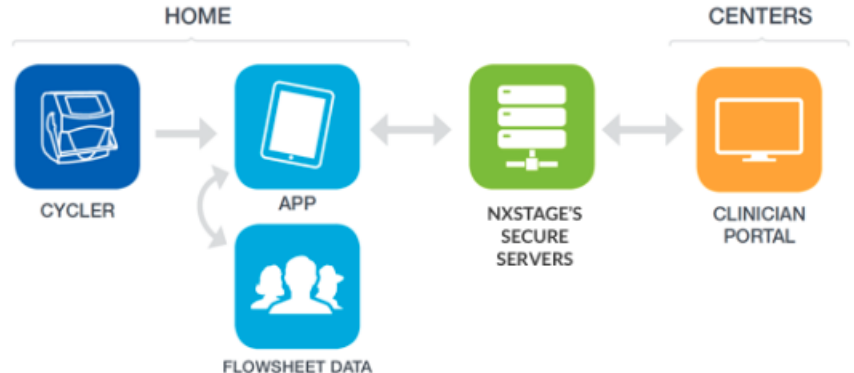 HOME
CENTERS
CYCLER
APP
NXSTAGE'S
SECURE
SERVERS
CLINICIAN
PORTAL
FLOWSHEET DATA